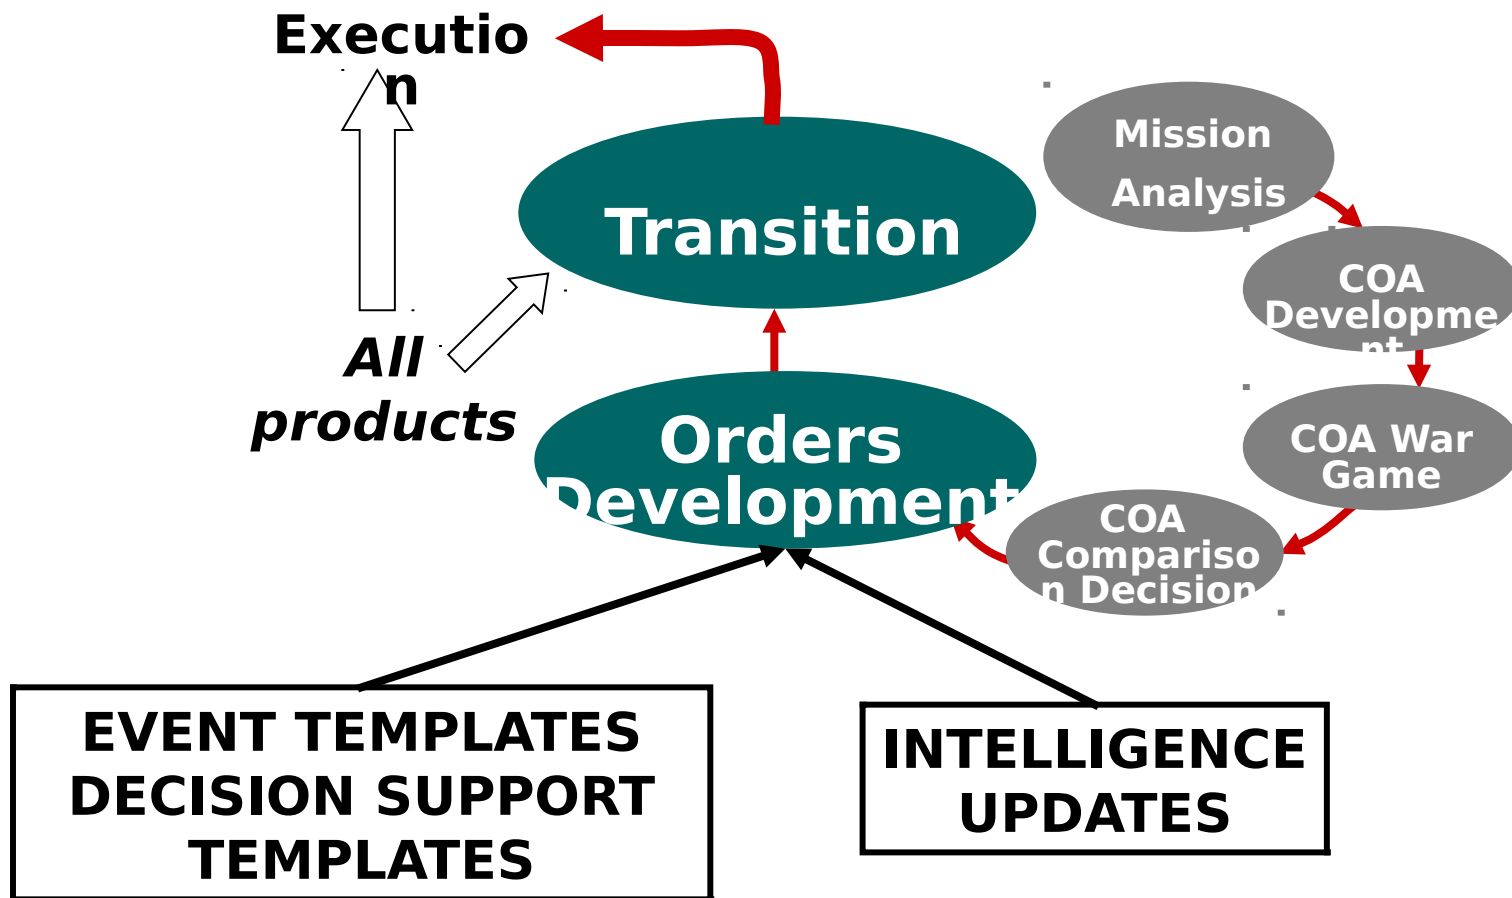 Executio
n
Mission
Analysis
Transition
COA
Developme
nt
All
products
Orders
Development
COA War
Game
COA
Compariso
n Decision
EVENT TEMPLATES
DECISION SUPPORT
TEMPLATES
INTELLIGENCE
UPDATES